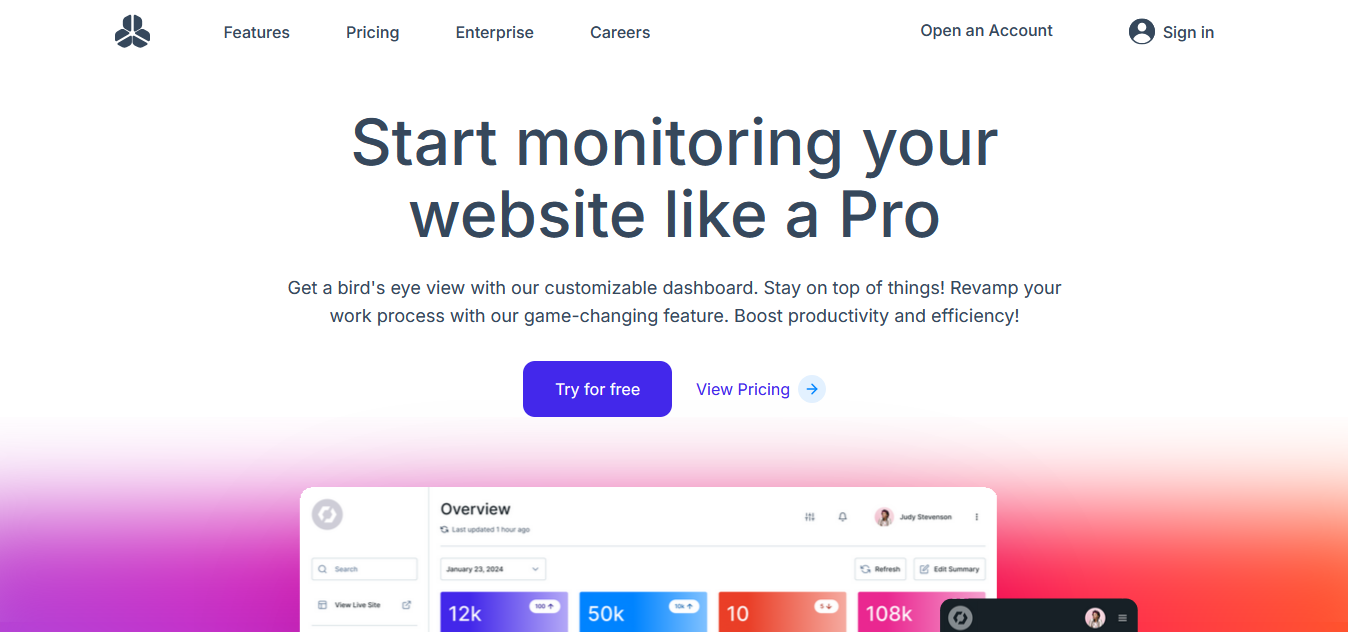 Features
Pricing
Enterprise
Careers
Open an Account
Sign in
Start monitoring your
website like a Pro
Get a bird's eye view with our customizable dashboard. Stay on top of things! Revamp your
work process with our game-changing feature. Boost productivity and efficiency!
Try for free
View Pricing
Overview
Last updated 1 hour ago
Judy Stevenson
Search
January 23, 2024
Refresh
Edit Summary
View Live Site
12k
100
50k
10k
10
5
108k